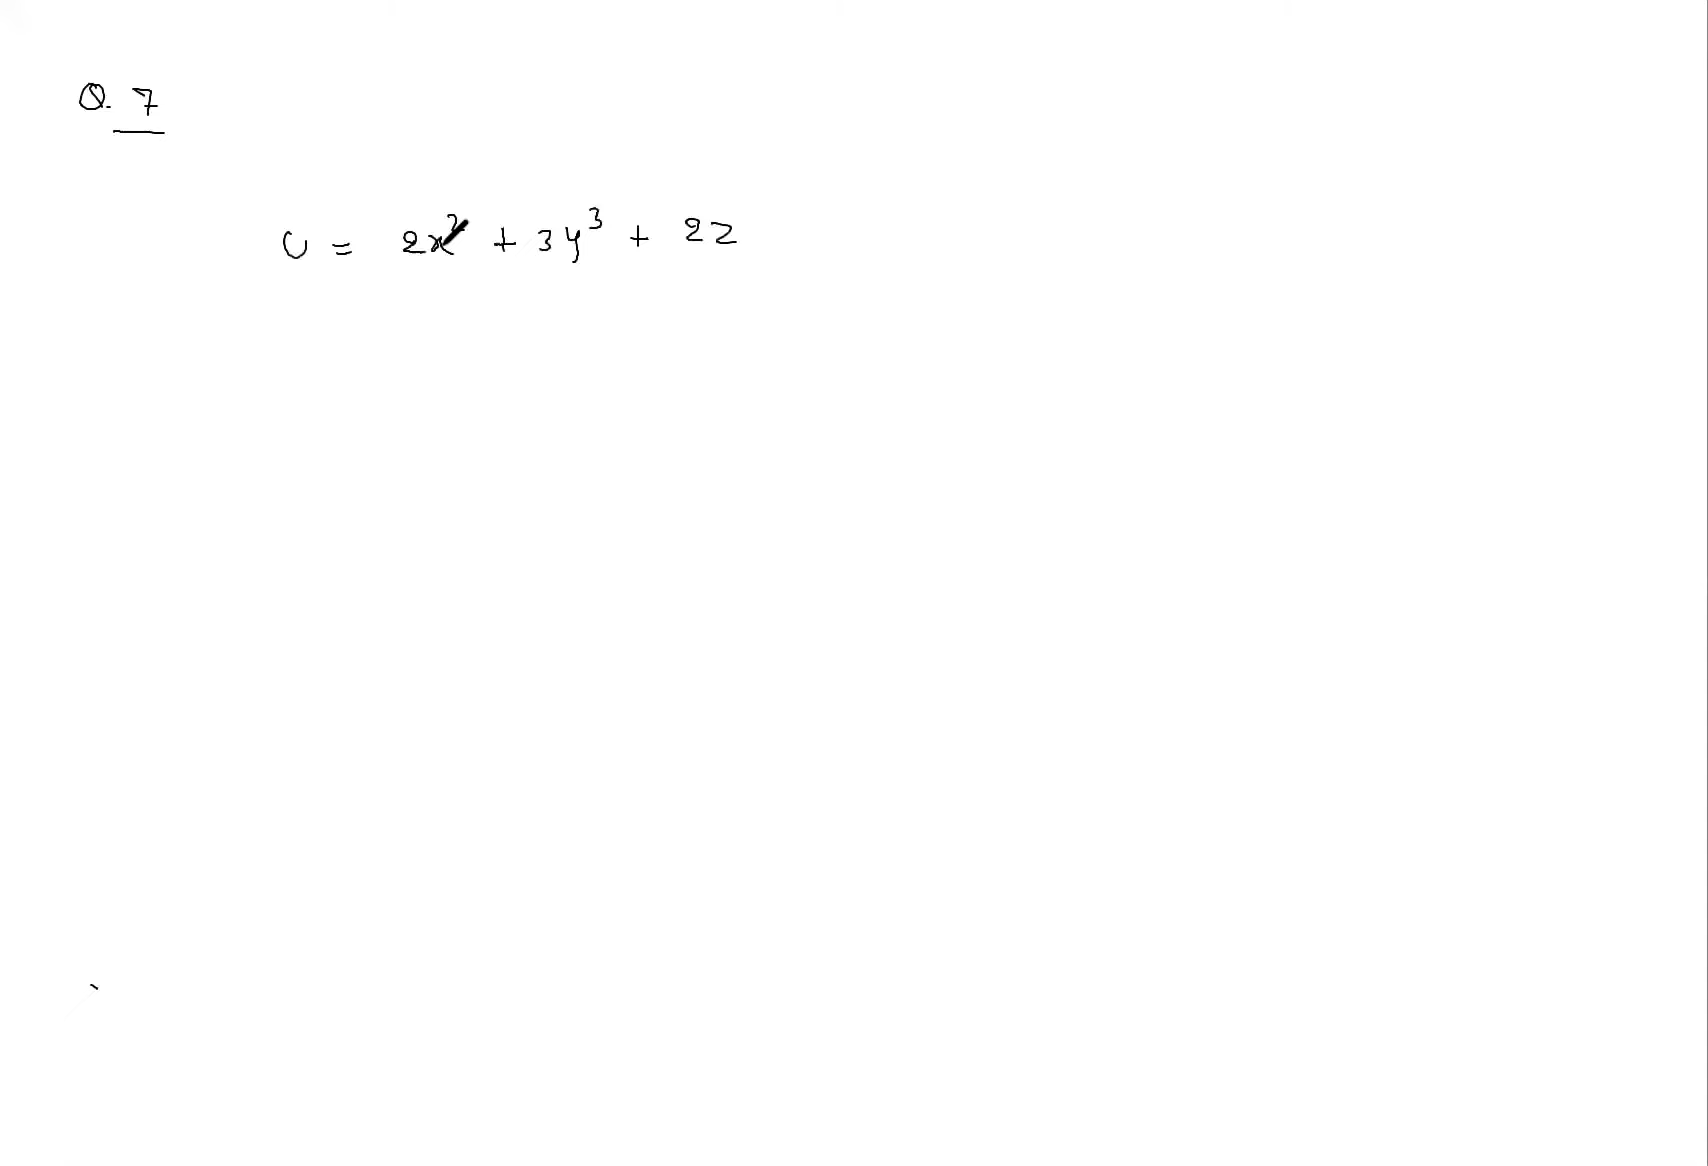 Q. 7
U = 2x² + 3y³ + 2z